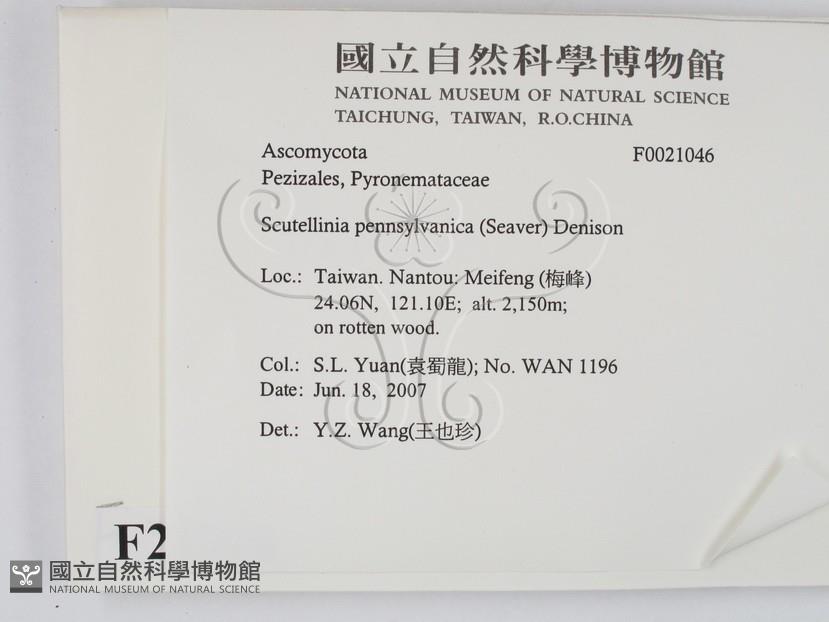 國立自然科學博物館
NATIONAL MUSEUM OF NATURAL SCIENCE
TAICHUNG, TAIWAN, R.O.CHINA
Ascomycota F0021046
Pezizales, Pyronemataceae
Scutellinia pennsylvanica (Seaver) Denison
Loc.: Taiwan. Nantou: Meifeng (梅峰)
24.06N, 121.10E; alt. 2,150m;
on rotten wood.
Col.: S.L. Yuan(袁蜀龍); No. WAN 1196
Date: Jun. 18, 2007
Det.: Y.Z. Wang(王也珍)
F2
國立自然科學博物館
NATIONAL MUSEUM OF NATURAL SCIENCE